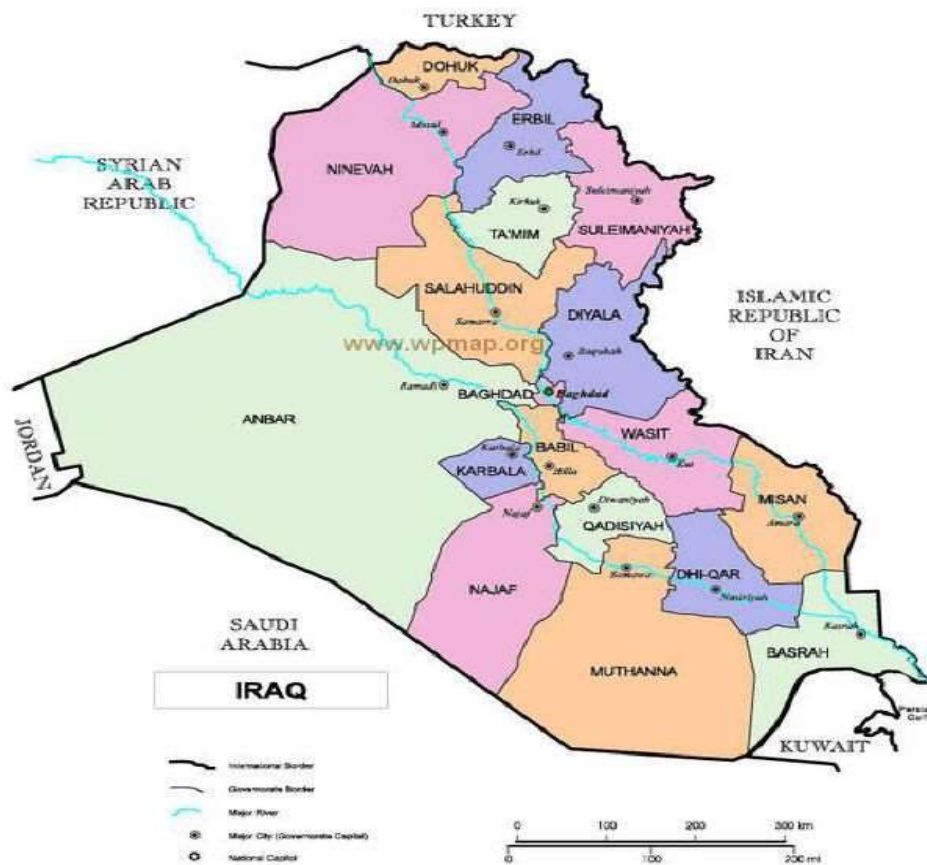 TURKEY
DOHUK
Dohuk
ERBIL
Mosul
Erbil
SYRIAN
ARAB
REPUBLIC
NINEVAH
Suleimaniyah
Kirkuk
TA'MIM
SULEIMANIYAH
SALAHUDDIN
DIYALA
ISLAMIC
REPUBLIC
OF
IRAN
Samarra
www.wpmap.org
Baqubah
Ramadi
BAGHDAD
Baghdad
ANBAR
JORDAN
WASIT
BABIL
Karbala
KARBALA
Hilla
Kut
MISAN
Diwaniyah
Najaf
Amara
QADISIYAH
Samawa
DHI-QAR
NAJAF
Nasiriyah
SAUDI
ARABIA
Basrah
BASRAH
MUTHANNA
IRAQ
Persian
Gulf
KUWAIT
International Border
Governorate Border
Major River
Major City (Governorate Capital)
National Capital
0 100 200 300 km
0 100 200 mi